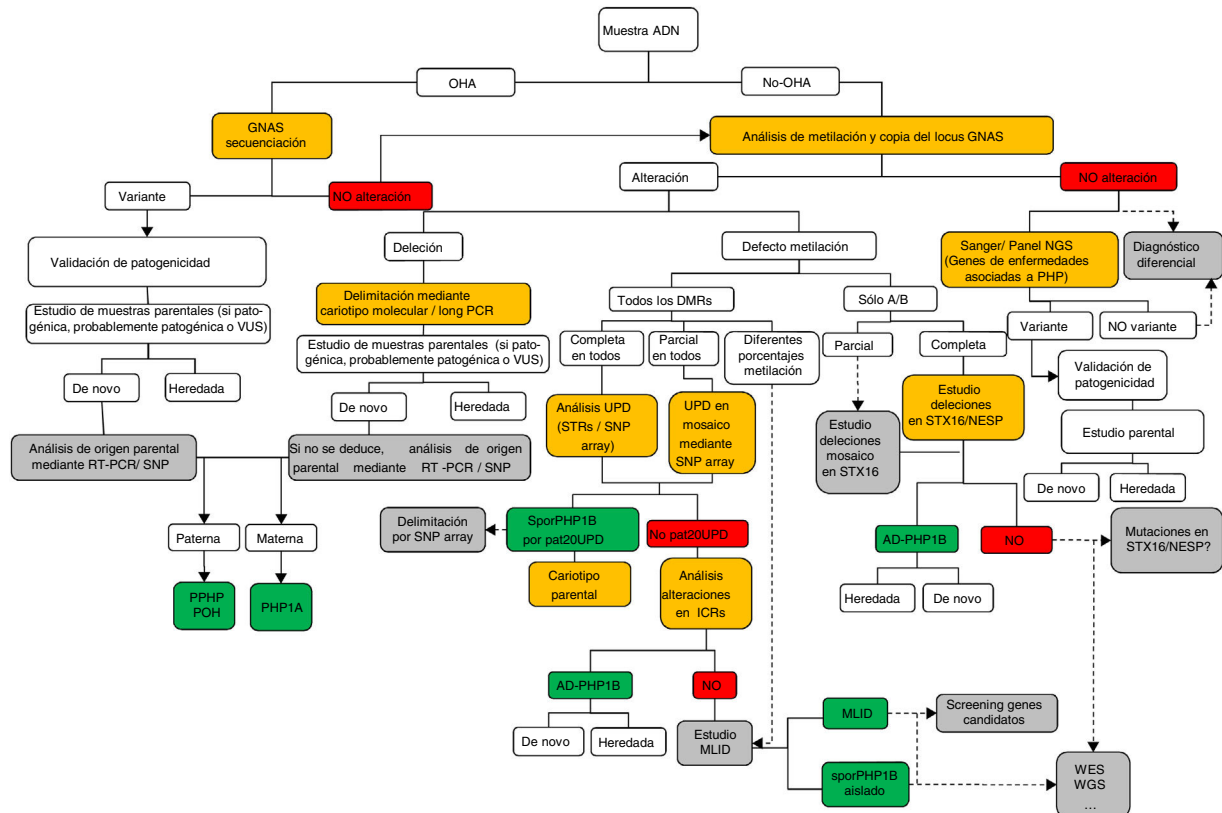 Muestra ADN
OHA
No-OHA
GNAS
secuenciación
Análisis de metilación y copia del locus GNAS
Variante
NO alteración
Alteración
NO alteración
Validación de patogenicidad
Deleción
Defecto metilación
Sanger/ Panel NGS
(Genes de enfermedades
asociadas a PHP)
Diagnóstico
diferencial
Estudio de muestras parentales (si pato-
génica, probablemente patogénica o VUS)
Delimitación mediante
cariotipo molecular / long PCR
Todos los DMRs
Sólo A/B
Variante
NO variante
Estudio de muestras parentales (si pato-
génica, probablemente patogénica o VUS)
Completa
en todos
Parcial
en todos
Diferentes
porcentajes
metilación
Parcial
Completa
Validación de
patogenicidad
De novo
Heredada
De novo
Heredada
Análisis UPD
(STRs / SNP
array)
UPD en
mosaico
mediante
SNP array
Estudio
deleciones
mosaico
en STX16
Estudio
deleciones
en STX16/NESP
Estudio parental
Análisis de origen parental
mediante RT-PCR/ SNP
Si no se deduce, análisis de origen
parental mediante RT -PCR / SNP
De novo
Heredada
Delimitación
por SNP array
SporPHP1B
por pat20UPD
No pat20UPD
Paterna
Materna
AD-PHP1B
NO
Mutaciones en
STX16/NESP?
PPHP
POH
PHP1A
Cariotipo
parental
Análisis
alteraciones
en ICRs
Heredada
De novo
AD-PHP1B
NO
De novo
Heredada
Estudio
MLID
MLID
Screening genes
candidatos
sporPHP1B
aislado
WES
WGS
...